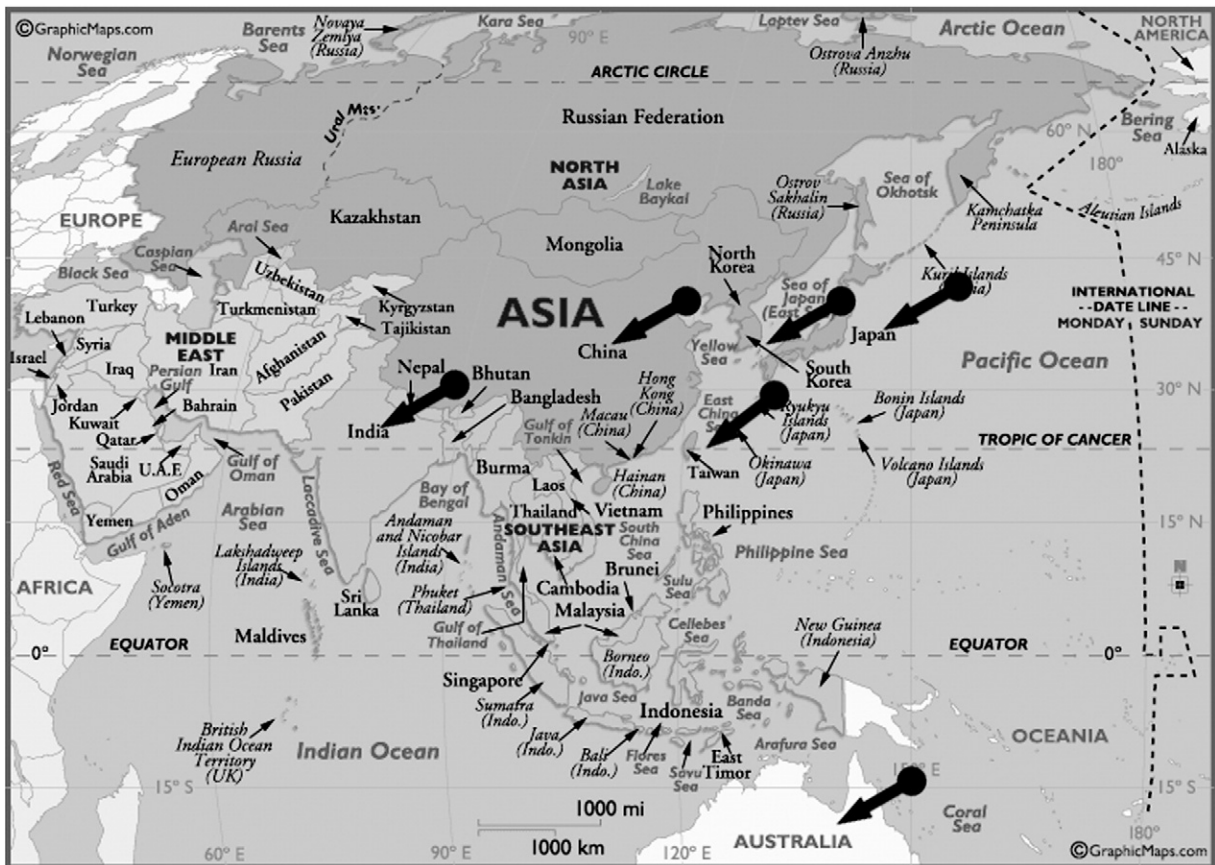 ©GraphicMaps.com
Norwegian
Sea
Barents
Sea
Novaya
Zemlya
(Russia)
Kara Sea
90° E
Laptev Sea
Ostrova Anzhu
(Russia)
Arctic Ocean
NORTH
AMERICA
ARCTIC CIRCLE
Ural Mts.
Russian Federation
European Russia
60° N
Bering
Sea
180°
Alaska
NORTH
ASIA
Lake
Baykal
Ostrov
Sakhalin
(Russia)
Sea of
Okhotsk
Kamchatka
Peninsula
Aleutian Islands
EUROPE
Aral Sea
Kazakhstan
Mongolia
North
Korea
45° N
Caspian
Sea
Black Sea
Uzbekistan
Kyrgyzstan
Turkmenistan
Tajikistan
ASIA
Sea of
Japan
(East
Kuril Islands
INTERNATIONAL
- - DATE LINE - -
MONDAY
SUNDAY
Turkey
Lebanon
Syria
Israel
MIDDLE
EAST
Iraq
Iran
Afghanistan
Pakistan
Persian
Gulf
Jordan
Kuwait
Bahrain
Qatar
China
Yellow
Sea
Japan
South
Korea
Pacific Ocean
30° N
Nepal
Bhutan
Bangladesh
India
Hong
Kong
(China)
Macau
(China)
Gulf of
Tonkin
East
China
Ryukyu
Islands
(Japan)
Bonin Islands
(Japan)
TROPIC OF CANCER
Saudi
Arabia
U.A.E
Oman
Gulf of
Oman
Red Sea
Burma
Laos
Hainan
(China)
Taiwan
Okinawa
(Japan)
Volcano Islands
(Japan)
Yemen
Gulf of Aden
Arabian
Sea
Laccadive Sea
Bay of
Bengal
Thailand
Vietnam
Philippines
15° N
SOUTHEAST
ASIA
South
China
Sea
Philippine Sea
Andaman
and Nicobar
Islands
(India)
Andaman Sea
Lakshadweep
Islands
(India)
AFRICA
Socotra
(Yemen)
Sri
Lanka
Phuket
(Thailand)
Cambodia
Brunei
Sulu
Sea
N
Malaysia
Maldives
Gulf of
Thailand
Cellebes
Sea
New Guinea
(Indonesia)
EQUATOR
EQUATOR
0°
0°
Borneo
(Indo.)
Singapore
Sumatra
(Indo.)
Java Sea
Indonesia
Banda
Sea
British
Indian Ocean
Territory
(UK)
Indian Ocean
Java
(Indo.)
Bali
(Indo.)
Flores
Sea
Savu
Sea
East
Timor
Arafura Sea
OCEANIA
15° S
15° S
1000 mi
1000 km
AUSTRALIA
Coral
Sea
60° E
90° E
120° E
180°
©GraphicMaps.com